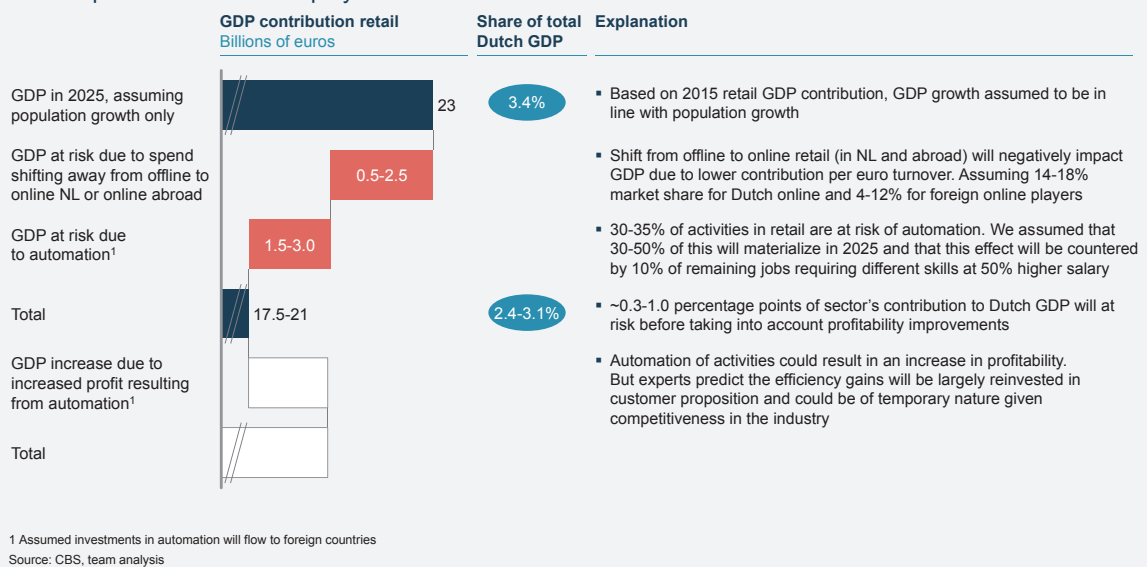 GDP contribution retail
Billions of euros
Share of total
Dutch GDP
Explanation
GDP in 2025, assuming
population growth only
23
3.4%
▪ Based on 2015 retail GDP contribution, GDP growth assumed to be in
line with population growth
GDP at risk due to spend
shifting away from offline to
online NL or online abroad
0.5-2.5
▪ Shift from offline to online retail (in NL and abroad) will negatively impact
GDP due to lower contribution per euro turnover. Assuming 14-18%
market share for Dutch online and 4-12% for foreign online players
GDP at risk due
to automation¹
1.5-3.0
▪ 30-35% of activities in retail are at risk of automation. We assumed that
30-50% of this will materialize in 2025 and that this effect will be countered
by 10% of remaining jobs requiring different skills at 50% higher salary
Total
17.5-21
2.4-3.1%
▪ ~0.3-1.0 percentage points of sector's contribution to Dutch GDP will at
risk before taking into account profitability improvements
GDP increase due to
increased profit resulting
from automation¹
▪ Automation of activities could result in an increase in profitability.
But experts predict the efficiency gains will be largely reinvested in
customer proposition and could be of temporary nature given
competitiveness in the industry
Total
1 Assumed investments in automation will flow to foreign countries
Source: CBS, team analysis